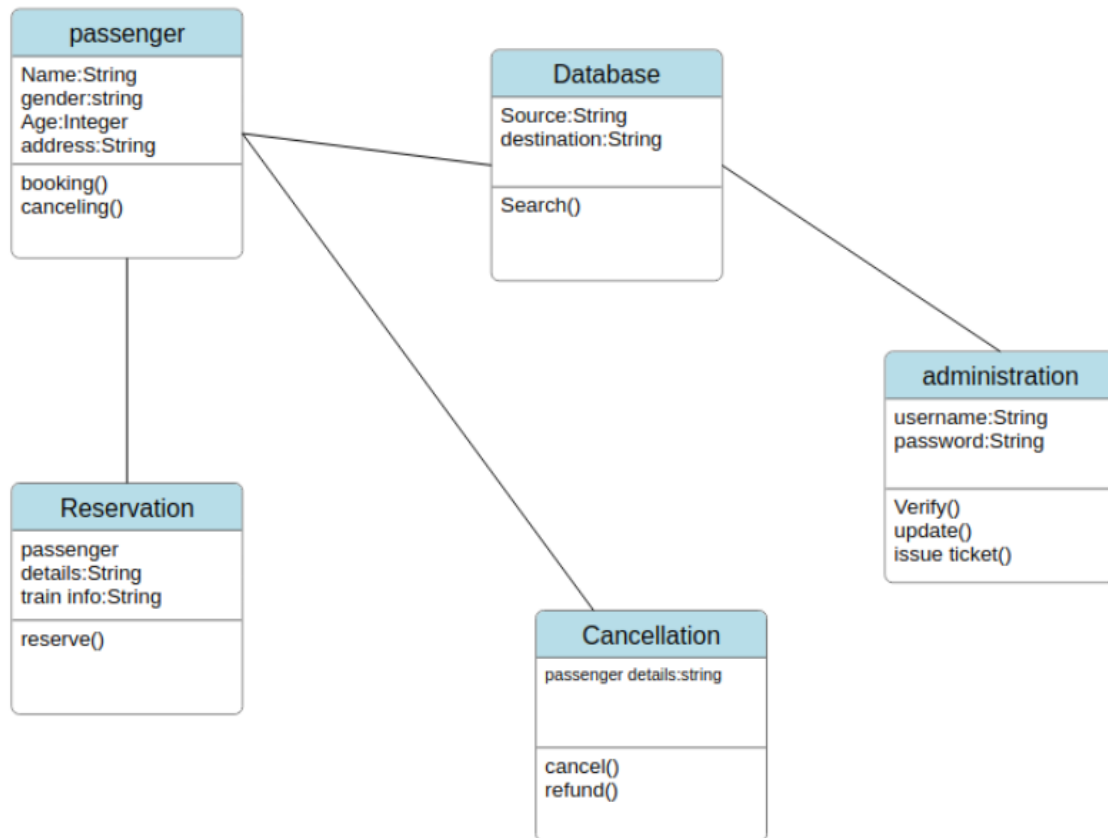 passenger
Name:String
gender:string
Age:Integer
address:String
booking()
canceling()
Database
Source:String
destination:String
Search()
administration
username:String
password:String
Verify()
update()
issue ticket()
Reservation
passenger
details:String
train info:String
reserve()
Cancellation
passenger details:string
cancel()
refund()